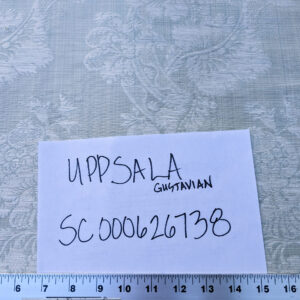 UPPSALA
GUSTAVIAN
SC000626738
6 7 8 9 10 11 12 13 14 15 16